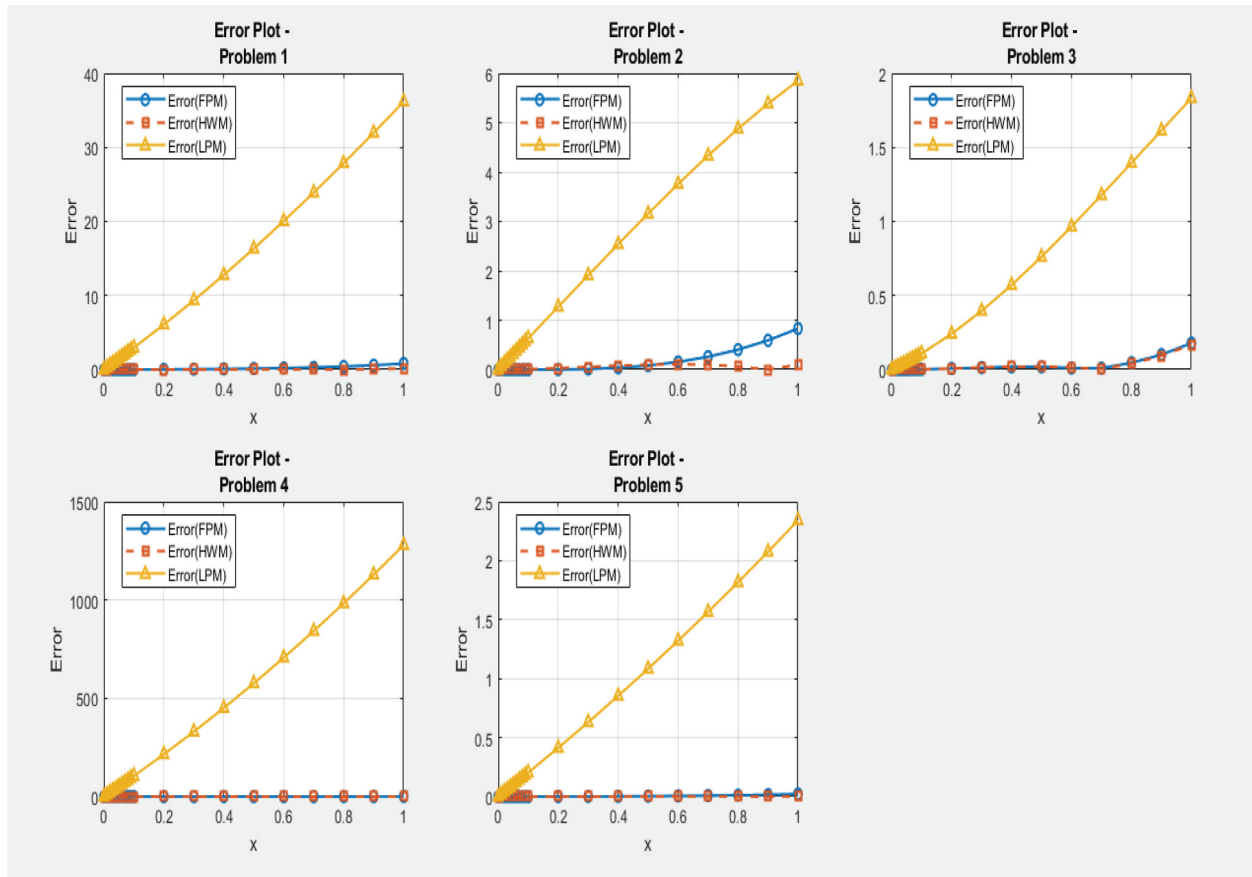 Error Plot -
Problem 1
40
30
20
10
0
Error
Error(FPM)
Error(HWM)
Error(LPM)
0 0.2 0.4 0.6 0.8 1
x
Error Plot -
Problem 2
6
5
4
3
2
1
0
Error
Error(FPM)
Error(HWM)
Error(LPM)
0 0.2 0.4 0.6 0.8 1
x
Error Plot -
Problem 3
2
1.5
1
0.5
0
Error
Error(FPM)
Error(HWM)
Error(LPM)
0 0.2 0.4 0.6 0.8 1
x
Error Plot -
Problem 4
1500
1000
500
0
Error
Error(FPM)
Error(HWM)
Error(LPM)
0 0.2 0.4 0.6 0.8 1
x
Error Plot -
Problem 5
2.5
2
1.5
1
0.5
0
Error
Error(FPM)
Error(HWM)
Error(LPM)
0 0.2 0.4 0.6 0.8 1
x